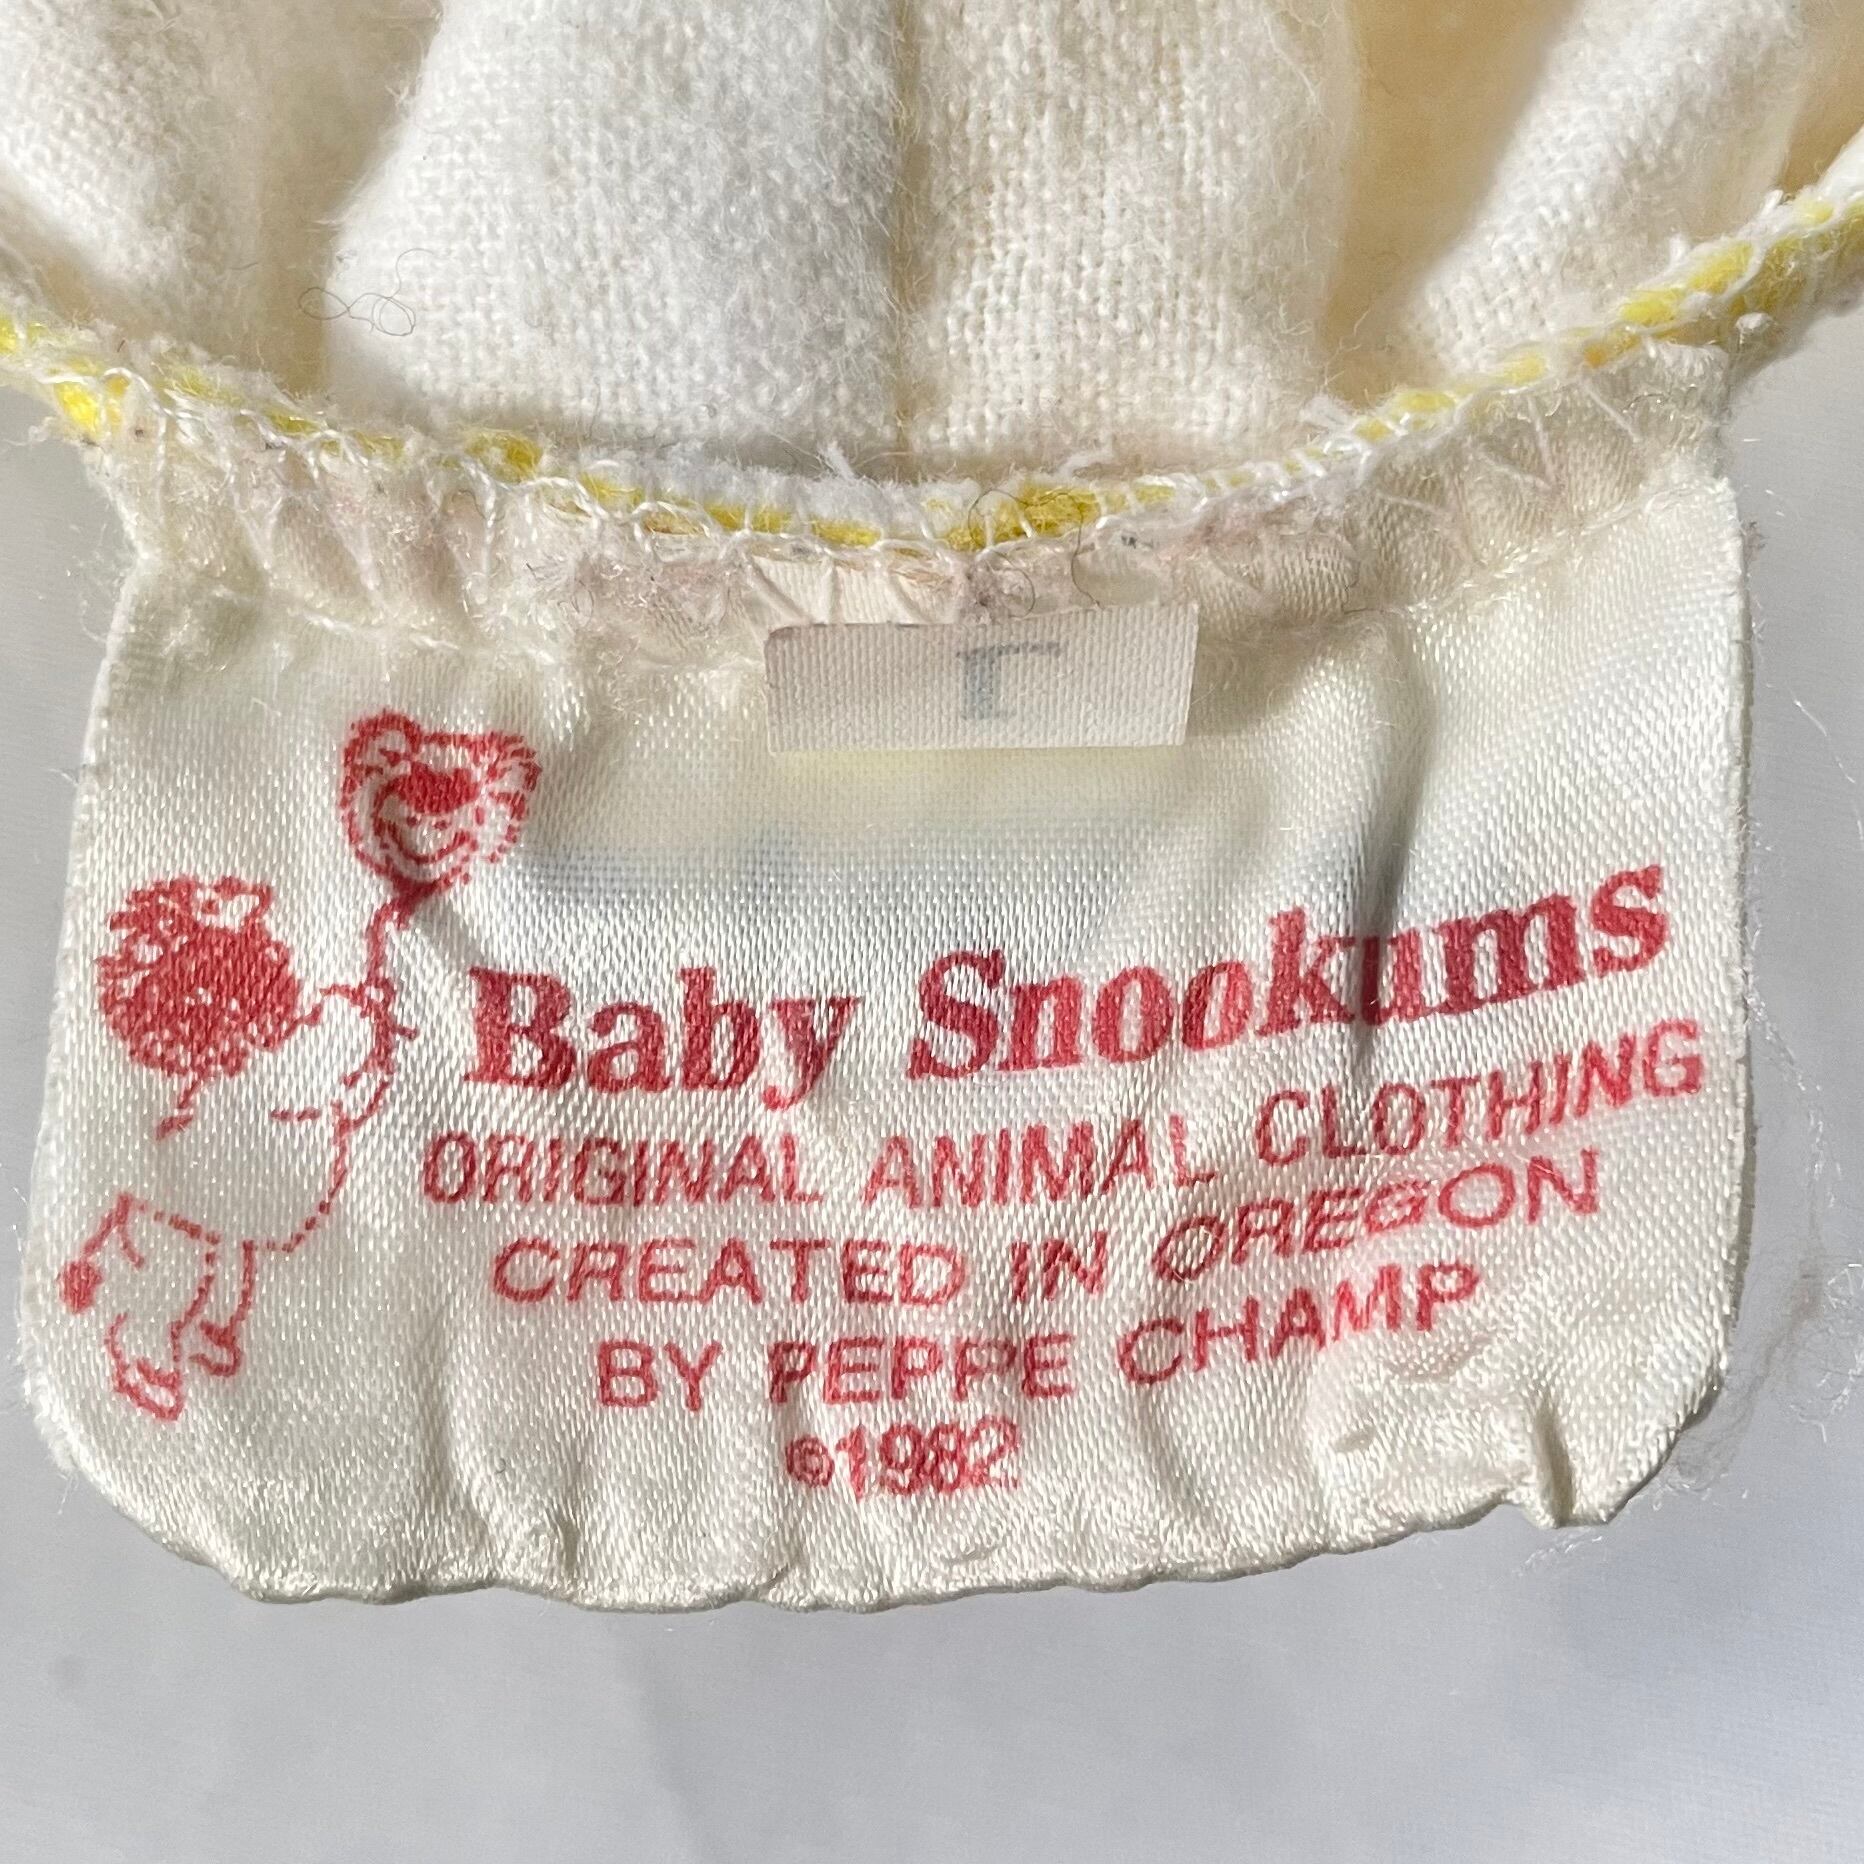 Baby Snookums
ORIGINAL ANIMAL CLOTHING
CREATED IN OREGON
BY PEPPE CHAMP
©1982